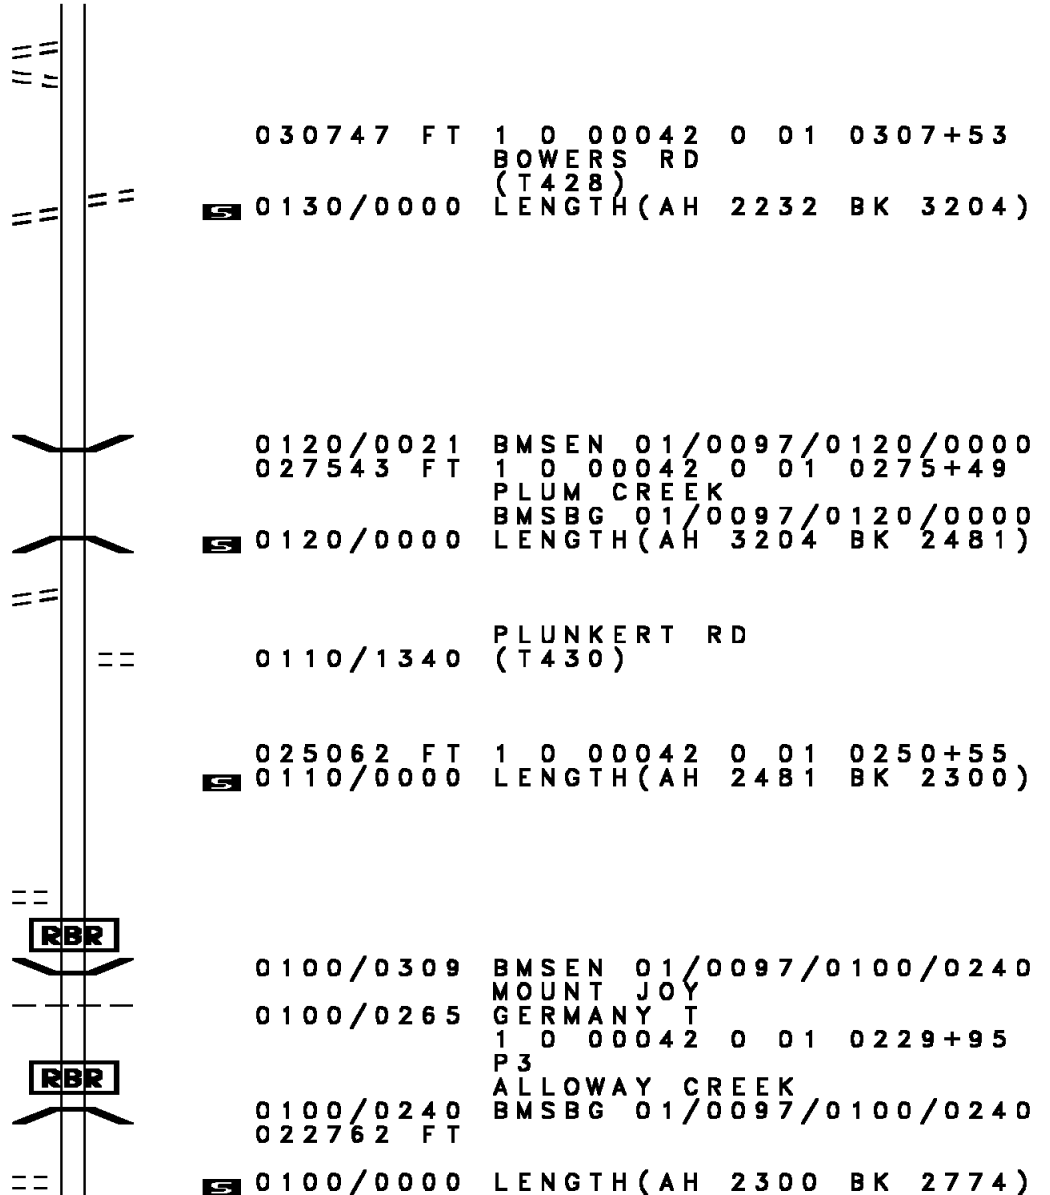 030747 FT 1 0 00042 0 01 0307+53
BOWERS RD
(T428)
S 0130/0000 LENGTH(AH 2232 BK 3204)
0120/0021 BMSEN 01/0097/0120/0000
027543 FT 1 0 00042 0 01 0275+49
PLUM CREEK
BMSBG 01/0097/0120/0000
S 0120/0000 LENGTH(AH 3204 BK 2481)
PLUNKERT RD
0110/1340 (T430)
025062 FT 1 0 00042 0 01 0250+55
S 0110/0000 LENGTH(AH 2481 BK 2300)
RBR
0100/0309 BMSEN 01/0097/0100/0240
MOUNT JOY
0100/0265 GERMANY T
1 0 00042 0 01 0229+95
P3
RBR
ALLOWAY CREEK
0100/0240 BMSBG 01/0097/0100/0240
022762 FT
S 0100/0000 LENGTH(AH 2300 BK 2774)